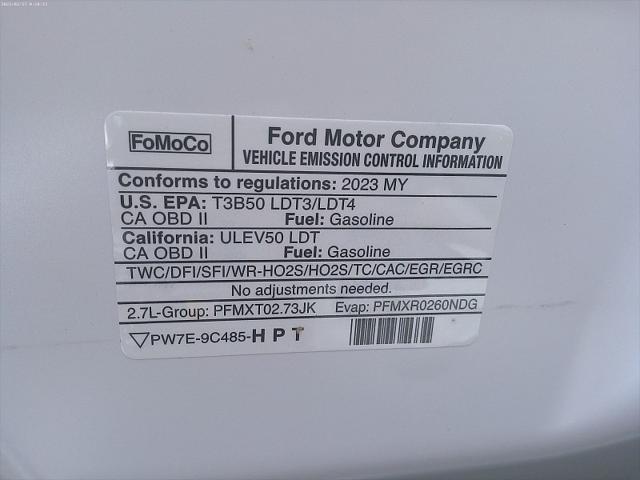 FoMoCo
Ford Motor Company
VEHICLE EMISSION CONTROL INFORMATION
Conforms to regulations: 2023 MY
U.S. EPA: T3B50 LDT3/LDT4
CA OBD II Fuel: Gasoline
California: ULEV50 LDT
CA OBD II Fuel: Gasoline
TWC/DFI/SFI/WR-HO2S/HO2S/TC/CAC/EGR/EGRC
No adjustments needed.
2.7L-Group: PFMXT02.73JK Evap: PFMXR0260NDG
PW7E-9C485-HPT